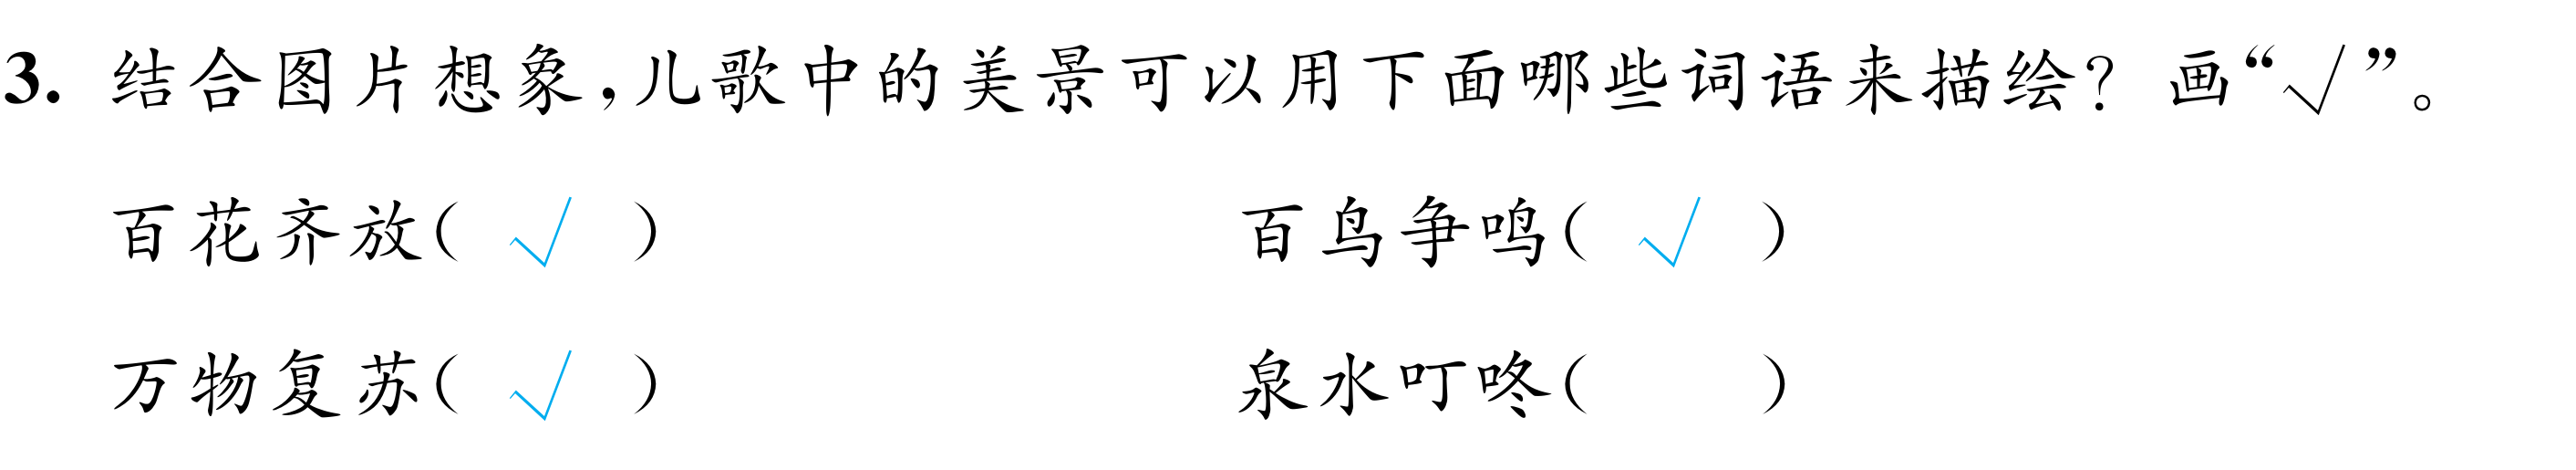 3. 结合图片想象,儿歌中的美景可以用下面哪些词语来描绘? 画“√”。
百花齐放( √ ) 百鸟争鸣( √ )
万物复苏( √ ) 泉水叮咚( )